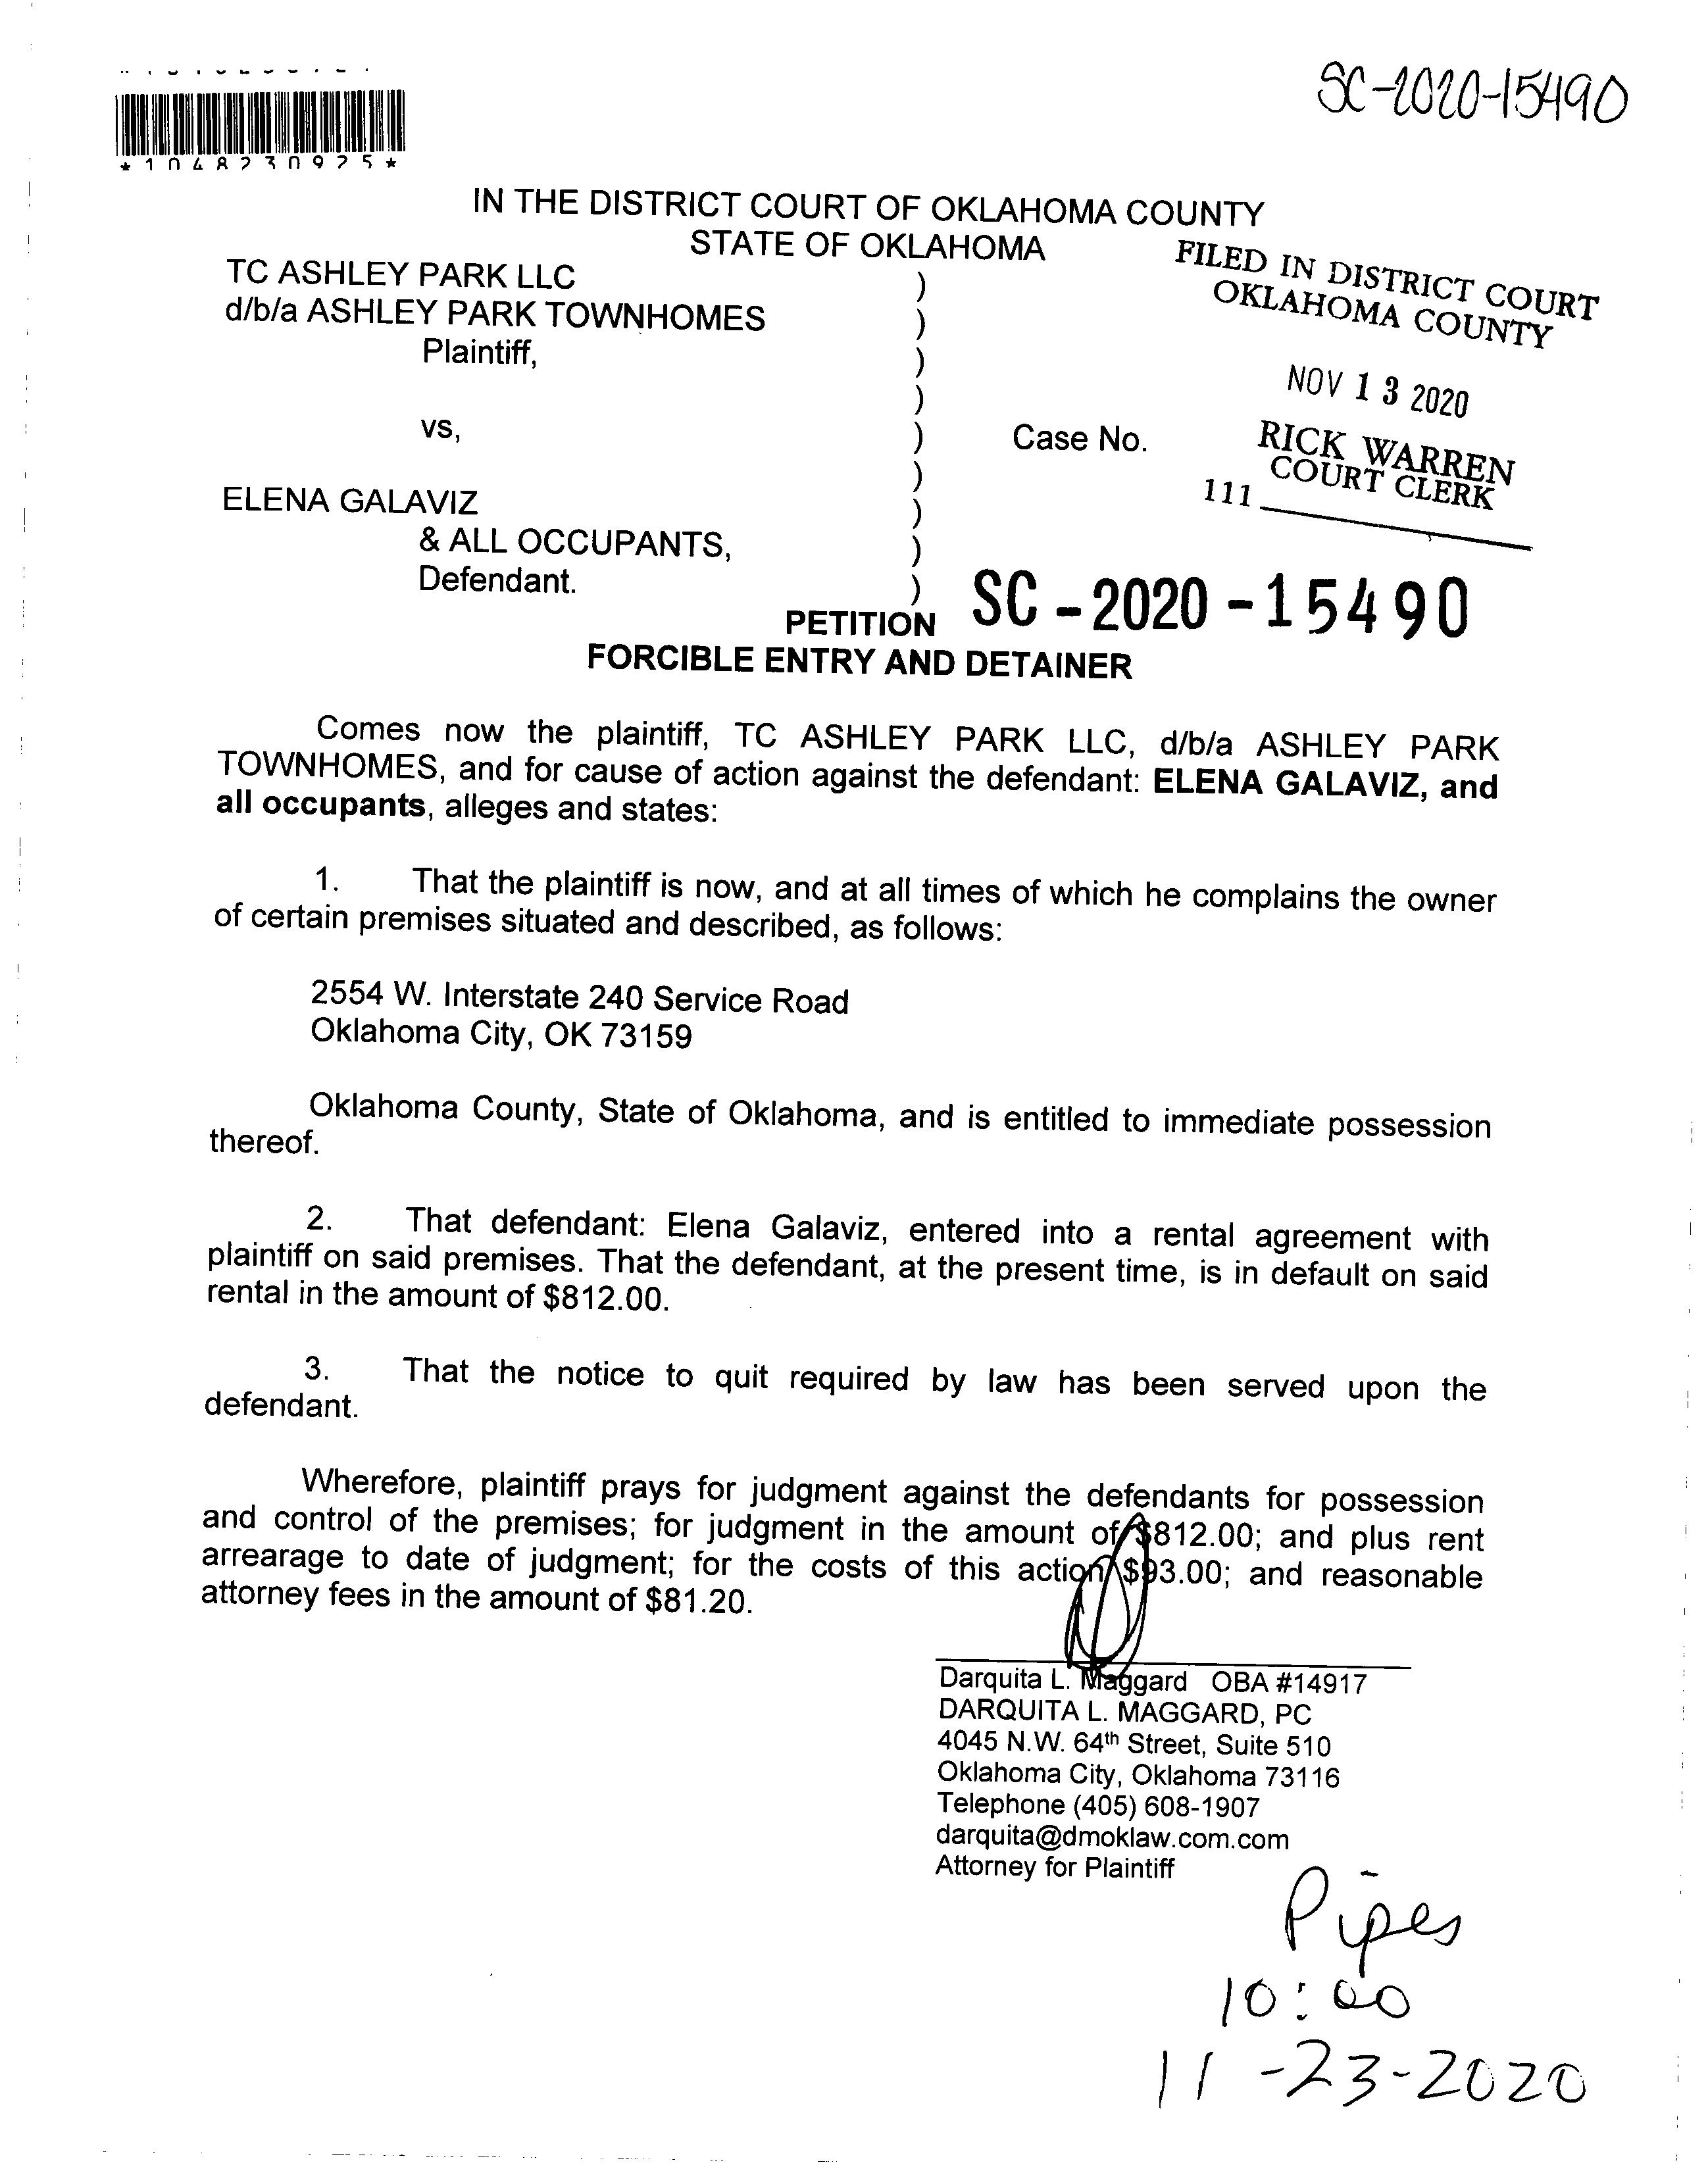 SC-2020-15490
*1048230925*
IN THE DISTRICT COURT OF OKLAHOMA COUNTY
STATE OF OKLAHOMA
TC ASHLEY PARK LLC )
d/b/a ASHLEY PARK TOWNHOMES )
Plaintiff, )
)
vs, ) Case No.
)
ELENA GALAVIZ )
& ALL OCCUPANTS, )
Defendant. )
FILED IN DISTRICT COURT
OKLAHOMA COUNTY
NOV 13 2020
RICK WARREN
COURT CLERK
111
SC-2020-15490
PETITION
FORCIBLE ENTRY AND DETAINER
Comes now the plaintiff, TC ASHLEY PARK LLC, d/b/a ASHLEY PARK
TOWNHOMES, and for cause of action against the defendant: ELENA GALAVIZ, and
all occupants, alleges and states:
1. That the plaintiff is now, and at all times of which he complains the owner
of certain premises situated and described, as follows:
2554 W. Interstate 240 Service Road
Oklahoma City, OK 73159
Oklahoma County, State of Oklahoma, and is entitled to immediate possession
thereof.
2. That defendant: Elena Galaviz, entered into a rental agreement with
plaintiff on said premises. That the defendant, at the present time, is in default on said
rental in the amount of $812.00.
3. That the notice to quit required by law has been served upon the
defendant.
Wherefore, plaintiff prays for judgment against the defendants for possession
and control of the premises; for judgment in the amount of $812.00; and plus rent
arrearage to date of judgment; for the costs of this action $93.00; and reasonable
attorney fees in the amount of $81.20.
Darquita L. Maggard OBA #14917
DARQUITA L. MAGGARD, PC
4045 N.W. 64th Street, Suite 510
Oklahoma City, Oklahoma 73116
Telephone (405) 608-1907
darquita@dmoklaw.com.com
Attorney for Plaintiff
Pipes
10:00
11-23-2020